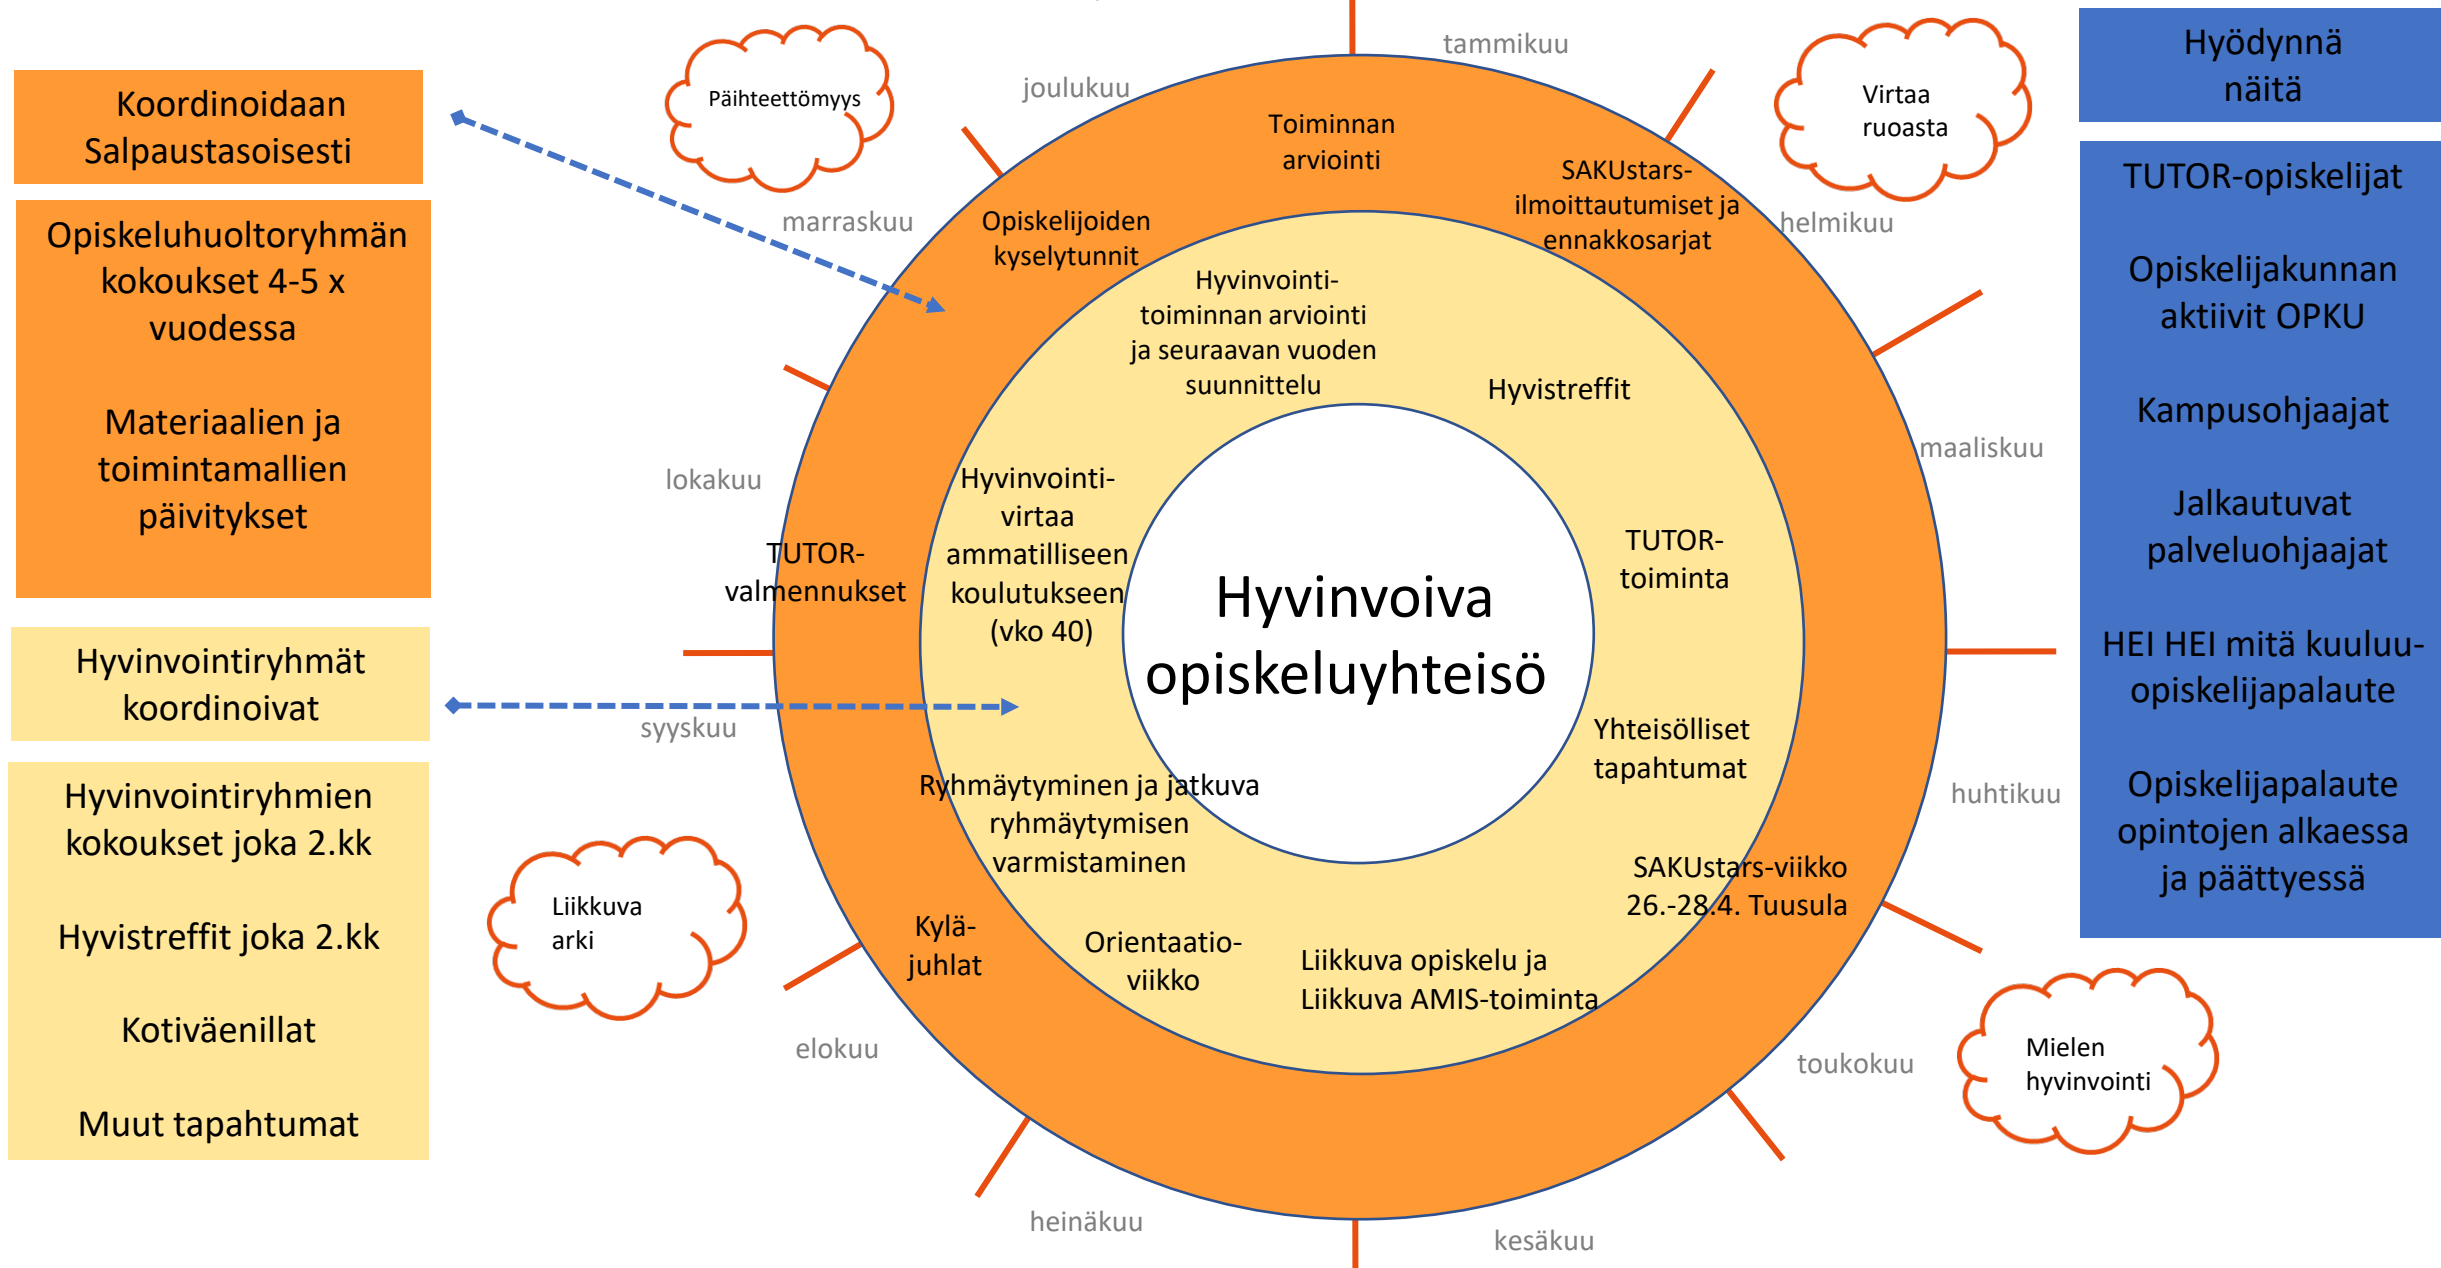 Koordinoidaan
Salpaustasoisesti
Opiskeluhuoltoryhmän
kokoukset 4-5 x
vuodessa
Materiaalien ja
toimintamallien
päivitykset
Hyvinvointiryhmät
koordinoivat
Hyvinvointiryhmien
kokoukset joka 2.kk
Hyvistreffit joka 2.kk
Kotiväenillat
Muut tapahtumat
Päihteettömyys
Virtaa
ruoasta
Liikkuva
arki
Mielen
hyvinvointi
tammikuu
helmikuu
maaliskuu
huhtikuu
toukokuu
kesäkuu
heinäkuu
elokuu
syyskuu
lokakuu
marraskuu
joulukuu
Toiminnan
arviointi
SAKUstars-
ilmoittautumiset ja
ennakkosarjat
Opiskelijoiden
kyselytunnit
TUTOR-
valmennukset
Kylä-
juhlat
Hyvinvointi-
toiminnan arviointi
ja seuraavan vuoden
suunnittelu
Hyvistreffit
TUTOR-
toiminta
Yhteisölliset
tapahtumat
SAKUstars-viikko
26.-28.4. Tuusula
Liikkuva opiskelu ja
Liikkuva AMIS-toiminta
Orientaatio-
viikko
Ryhmäytyminen ja jatkuva
ryhmäytymisen
varmistaminen
Hyvinvointi-
virtaa
ammatilliseen
koulutukseen
(vko 40)
Hyvinvoiva
opiskeluyhteisö
Hyödynnä
näitä
TUTOR-opiskelijat
Opiskelijakunnan
aktiivit OPKU
Kampusohjaajat
Jalkautuvat
palveluohjaajat
HEI HEI mitä kuuluu-
opiskelijapalaute
Opiskelijapalaute
opintojen alkaessa
ja päättyessä